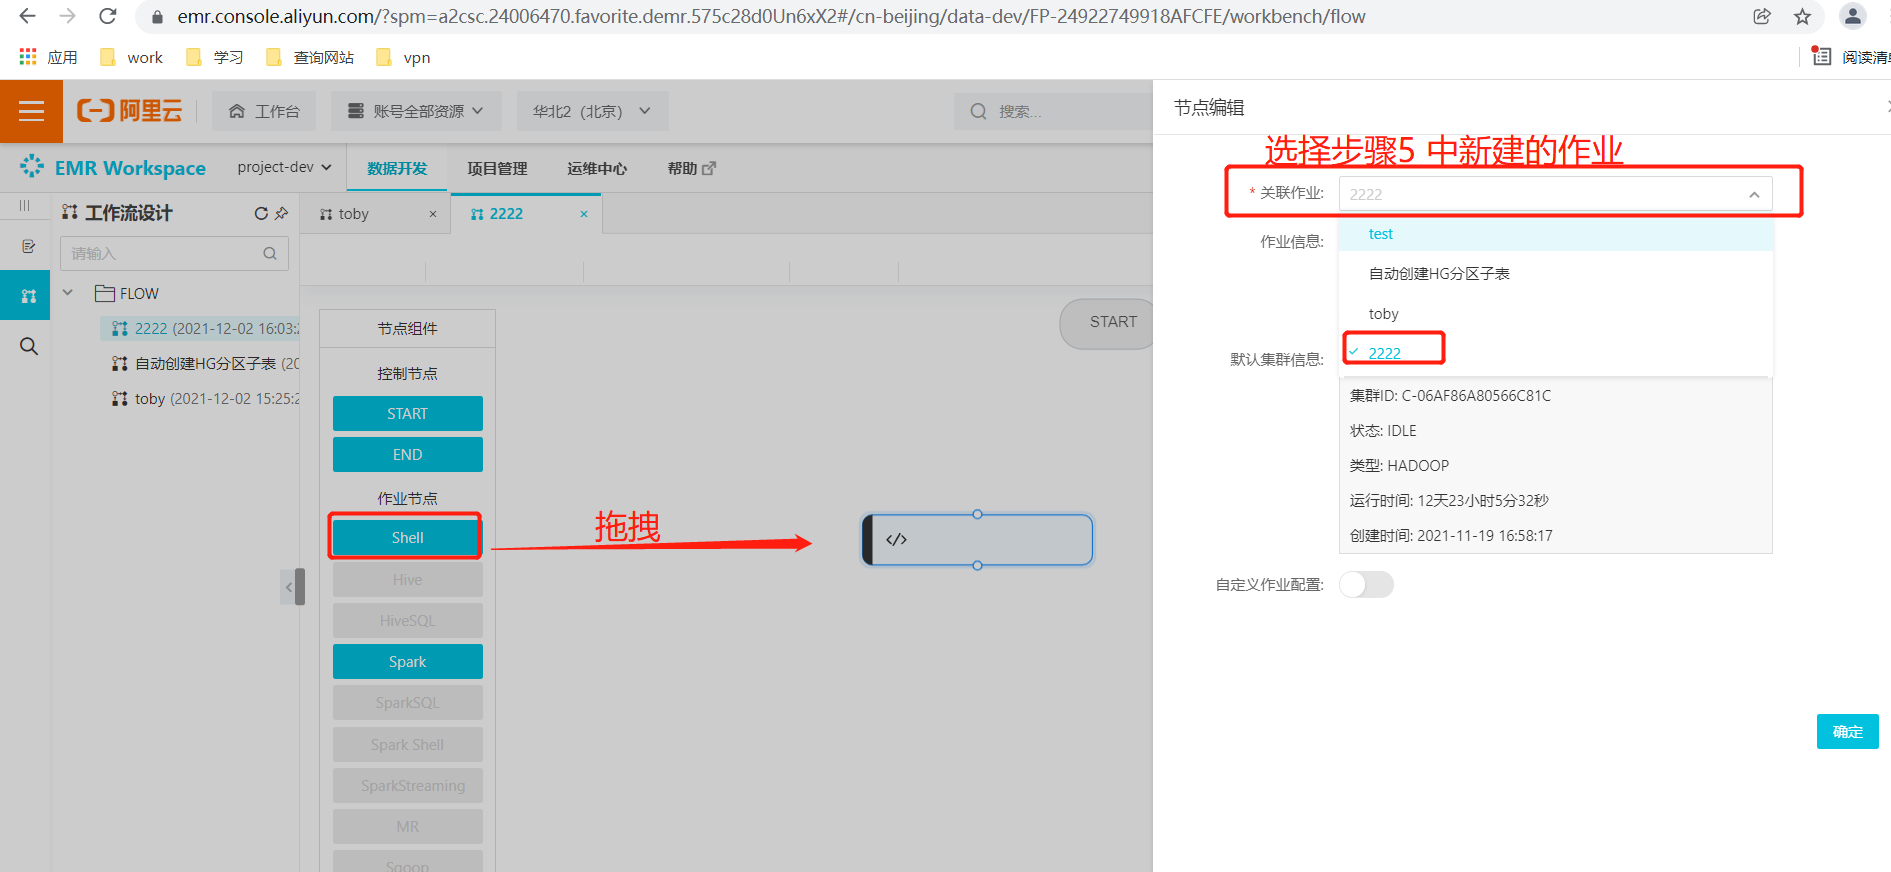 emr.console.aliyun.com/?spm=a2csc.24006470.favorite.demr.575c28d0Un6xX2#/cn-beijing/data-dev/FP-24922749918AFCFE/workbench/flow
应用 work 学习 查询网站 vpn 阅读清单
阿里云 工作台 账号全部资源 华北2（北京） 搜索...
EMR Workspace project-dev 数据开发 项目管理 运维中心 帮助
工作流设计
toby × 2222 ×
请输入
FLOW
2222 (2021-12-02 16:03:2
自动创建HG分区子表 (20
toby (2021-12-02 15:25:2
节点组件
控制节点
START
END
作业节点
Shell
Hive
HiveSQL
Spark
SparkSQL
Spark Shell
SparkStreaming
MR
Sqoop
拖拽
START
</>
节点编辑
选择步骤5 中新建的作业
* 关联作业: 2222
test
自动创建HG分区子表
toby
2222
作业信息:
默认集群信息:
集群ID: C-06AF86A80566C81C
状态: IDLE
类型: HADOOP
运行时间: 12天23小时5分32秒
创建时间: 2021-11-19 16:58:17
自定义作业配置:
确定